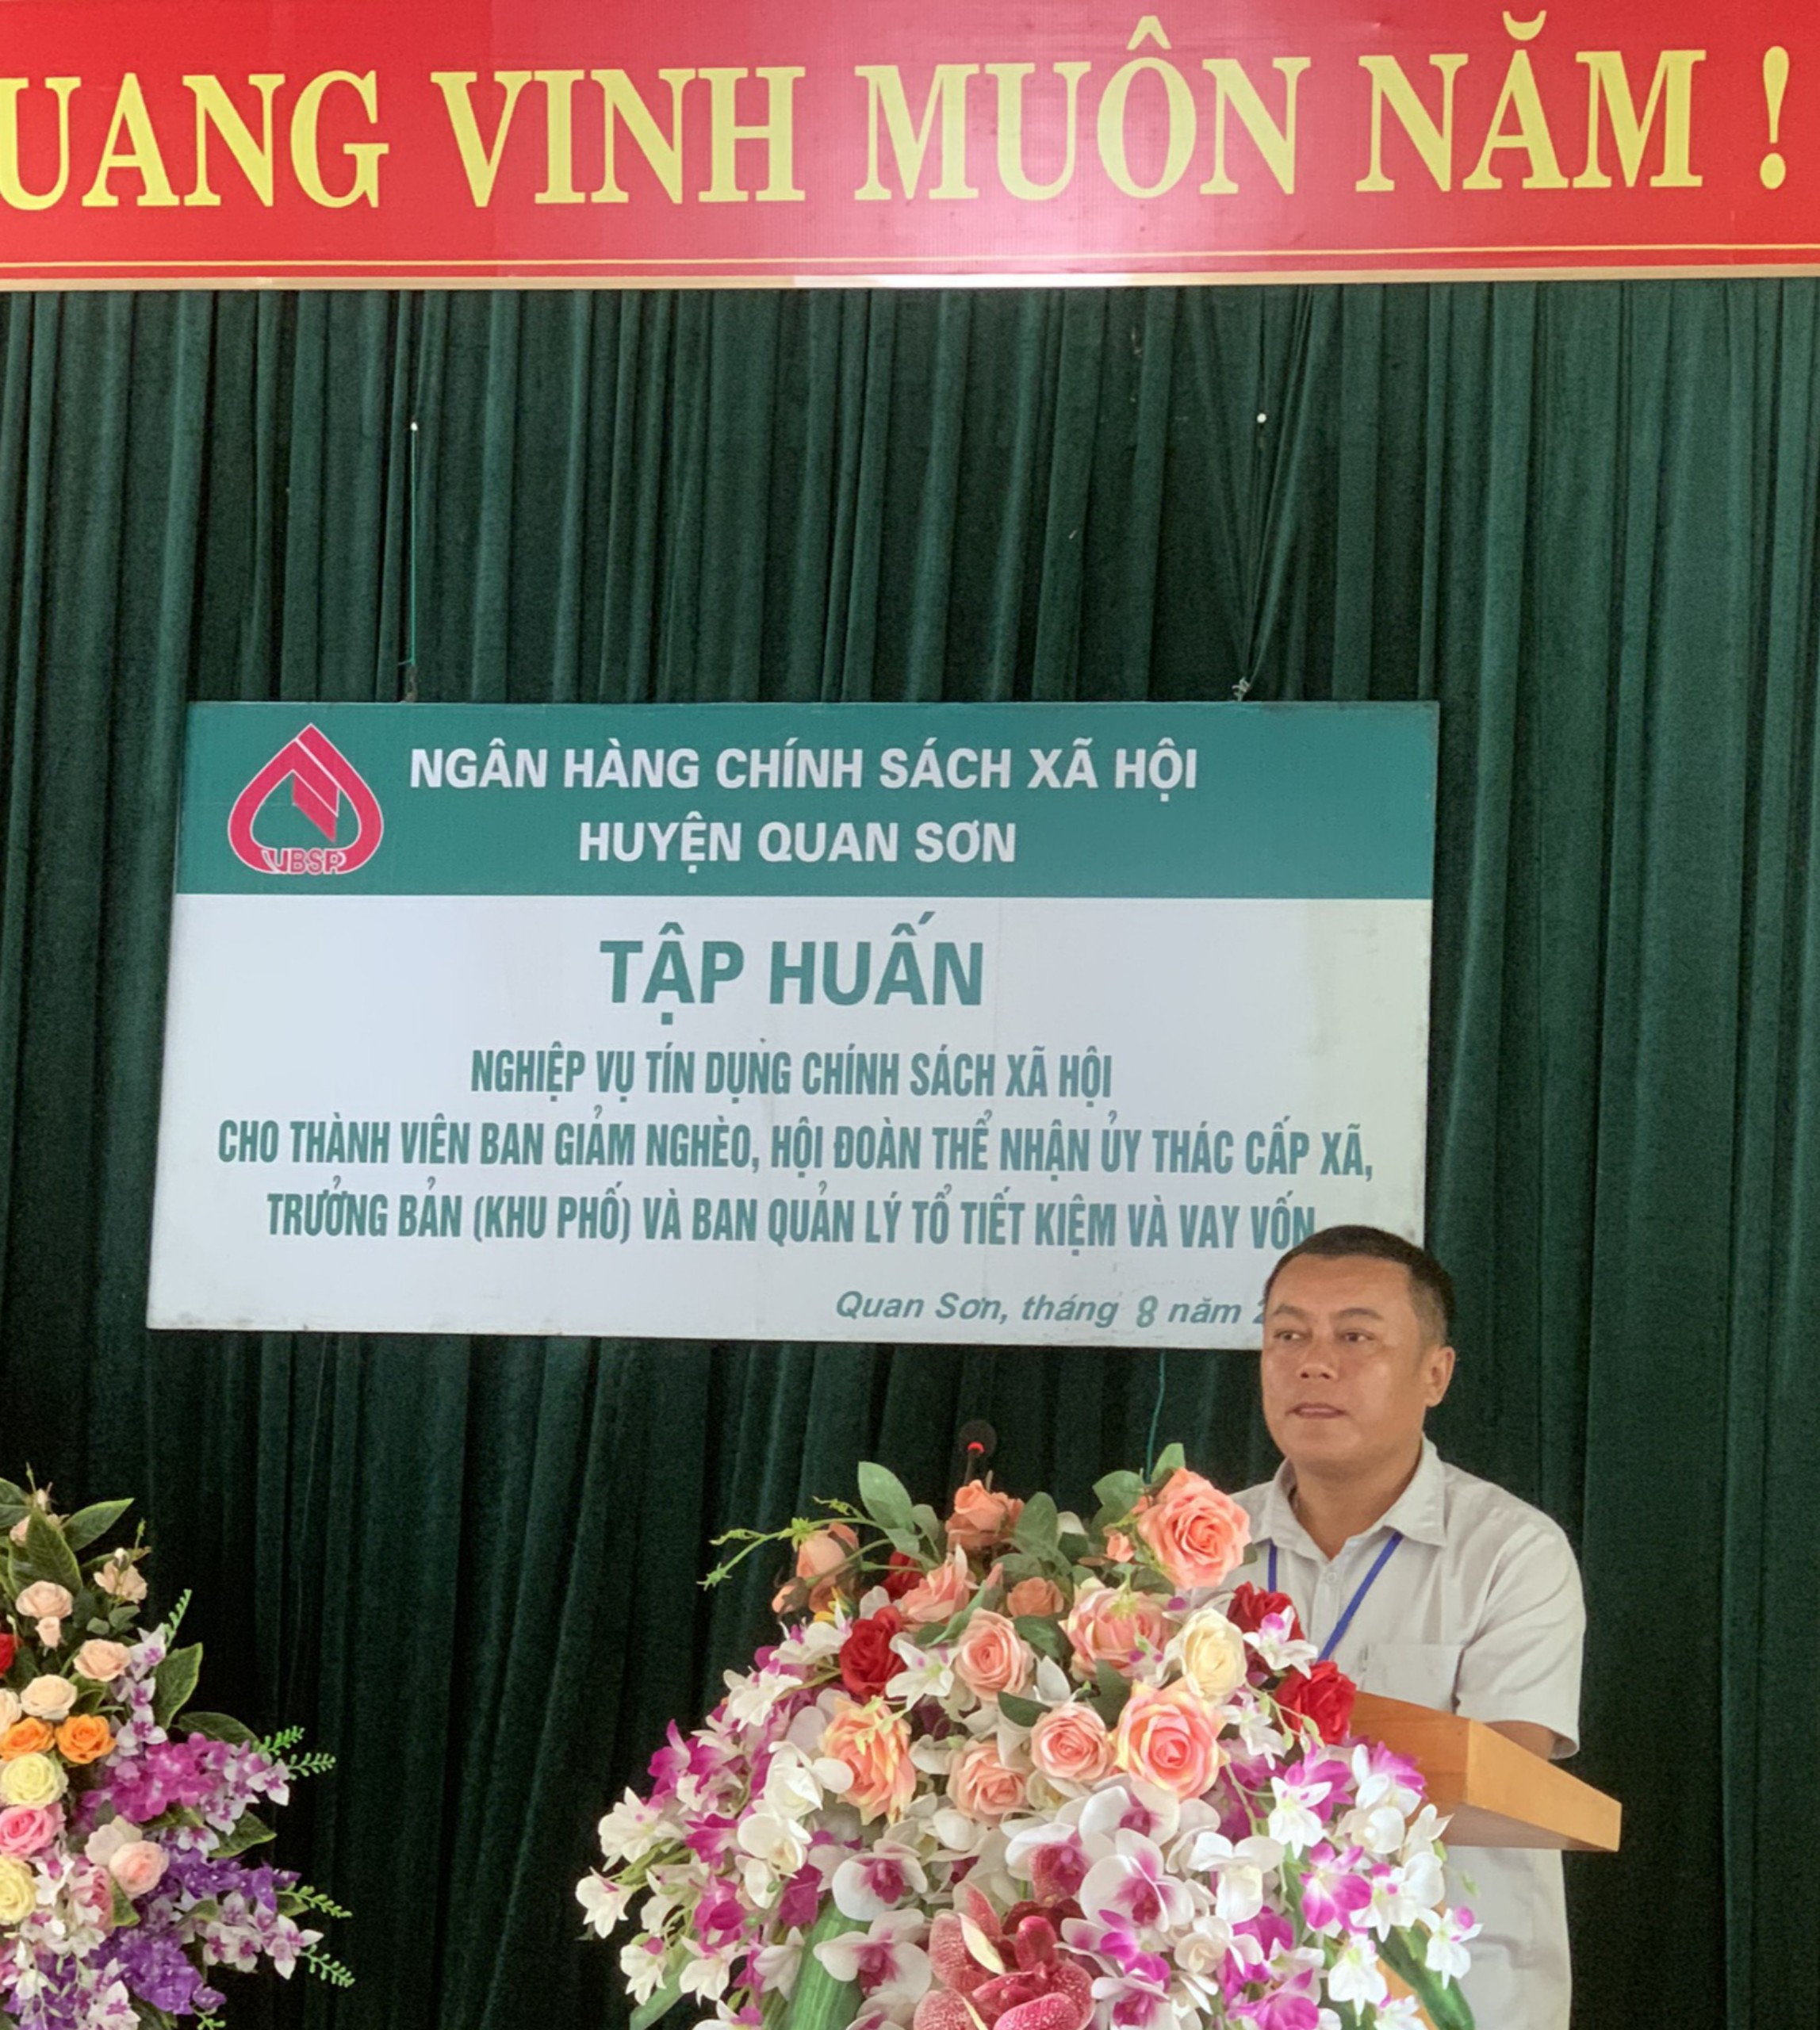 UANG VINH MUÔN NĂM !
NGÂN HÀNG CHÍNH SÁCH XÃ HỘI
HUYỆN QUAN SƠN
VBSP
TẬP HUẤN
NGHIỆP VỤ TÍN DỤNG CHÍNH SÁCH XÃ HỘI
CHO THÀNH VIÊN BAN GIẢM NGHÈO, HỘI ĐOÀN THỂ NHẬN ỦY THÁC CẤP XÃ,
TRƯỞNG BẢN (KHU PHỐ) VÀ BAN QUẢN LÝ TỔ TIẾT KIỆM VÀ VAY VỐN
Quan Sơn, tháng 8 năm